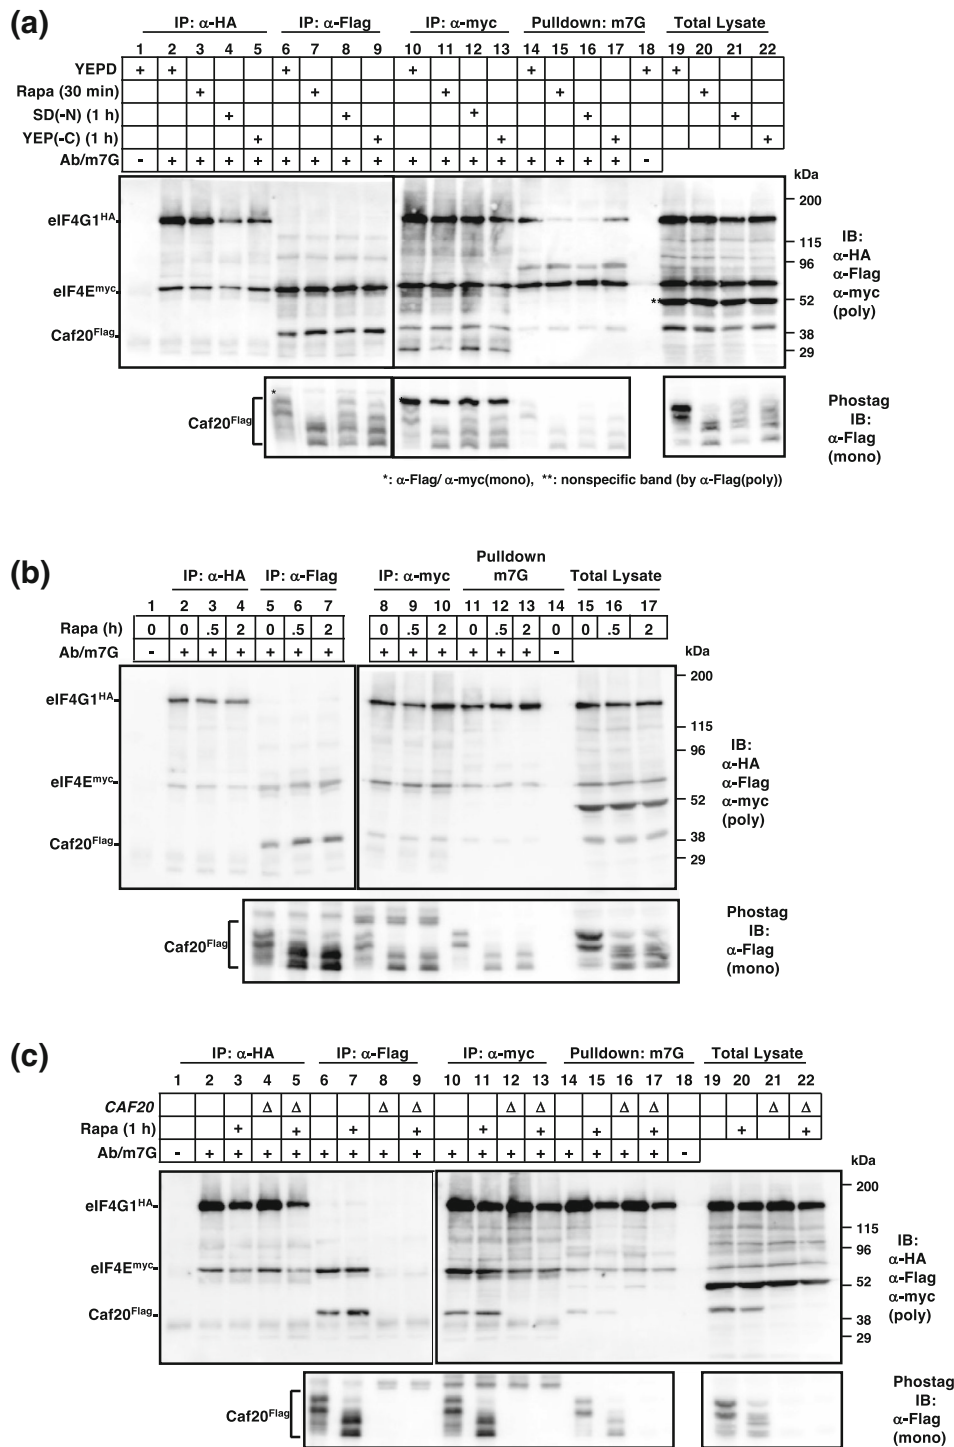 (a)
IP: α-HA IP: α-Flag IP: α-myc Pulldown: m7G Total Lysate
1 2 3 4 5 6 7 8 9 10 11 12 13 14 15 16 17 18 19 20 21 22
YEPD + + + + + + +
Rapa (30 min) + + + + +
SD(-N) (1 h) + + + + +
YEP(-C) (1 h) + + + + +
Ab/m7G - + + + + + + + + + + + + + + + + -
kDa
200
eIF4G1HA
115
96
eIF4Emyc
** 52
Caf20Flag
38
29
IB:
α-HA
α-Flag
α-myc
(poly)
* *
Caf20Flag
Phostag
IB:
α-Flag
(mono)
*: α-Flag/ α-myc(mono), **: nonspecific band (by α-Flag(poly))
(b)
IP: α-HA IP: α-Flag IP: α-myc Pulldown m7G Total Lysate
1 2 3 4 5 6 7 8 9 10 11 12 13 14 15 16 17
Rapa (h) 0 0 .5 2 0 .5 2 0 .5 2 0 .5 2 0 0 .5 2
Ab/m7G - + + + + + + + + + + + + -
kDa
200
eIF4G1HA
115
96
eIF4Emyc
52
Caf20Flag
38
29
IB:
α-HA
α-Flag
α-myc
(poly)
Caf20Flag
Phostag
IB:
α-Flag
(mono)
(c)
IP: α-HA IP: α-Flag IP: α-myc Pulldown: m7G Total Lysate
1 2 3 4 5 6 7 8 9 10 11 12 13 14 15 16 17 18 19 20 21 22
CAF20 Δ Δ Δ Δ Δ Δ Δ Δ Δ Δ
Rapa (1 h) + + + + + + + + + +
Ab/m7G - + + + + + + + + + + + + + + + + -
kDa
200
eIF4G1HA
115
96
eIF4Emyc
52
Caf20Flag
38
29
IB:
α-HA
α-Flag
α-myc
(poly)
Caf20Flag
Phostag
IB:
α-Flag
(mono)